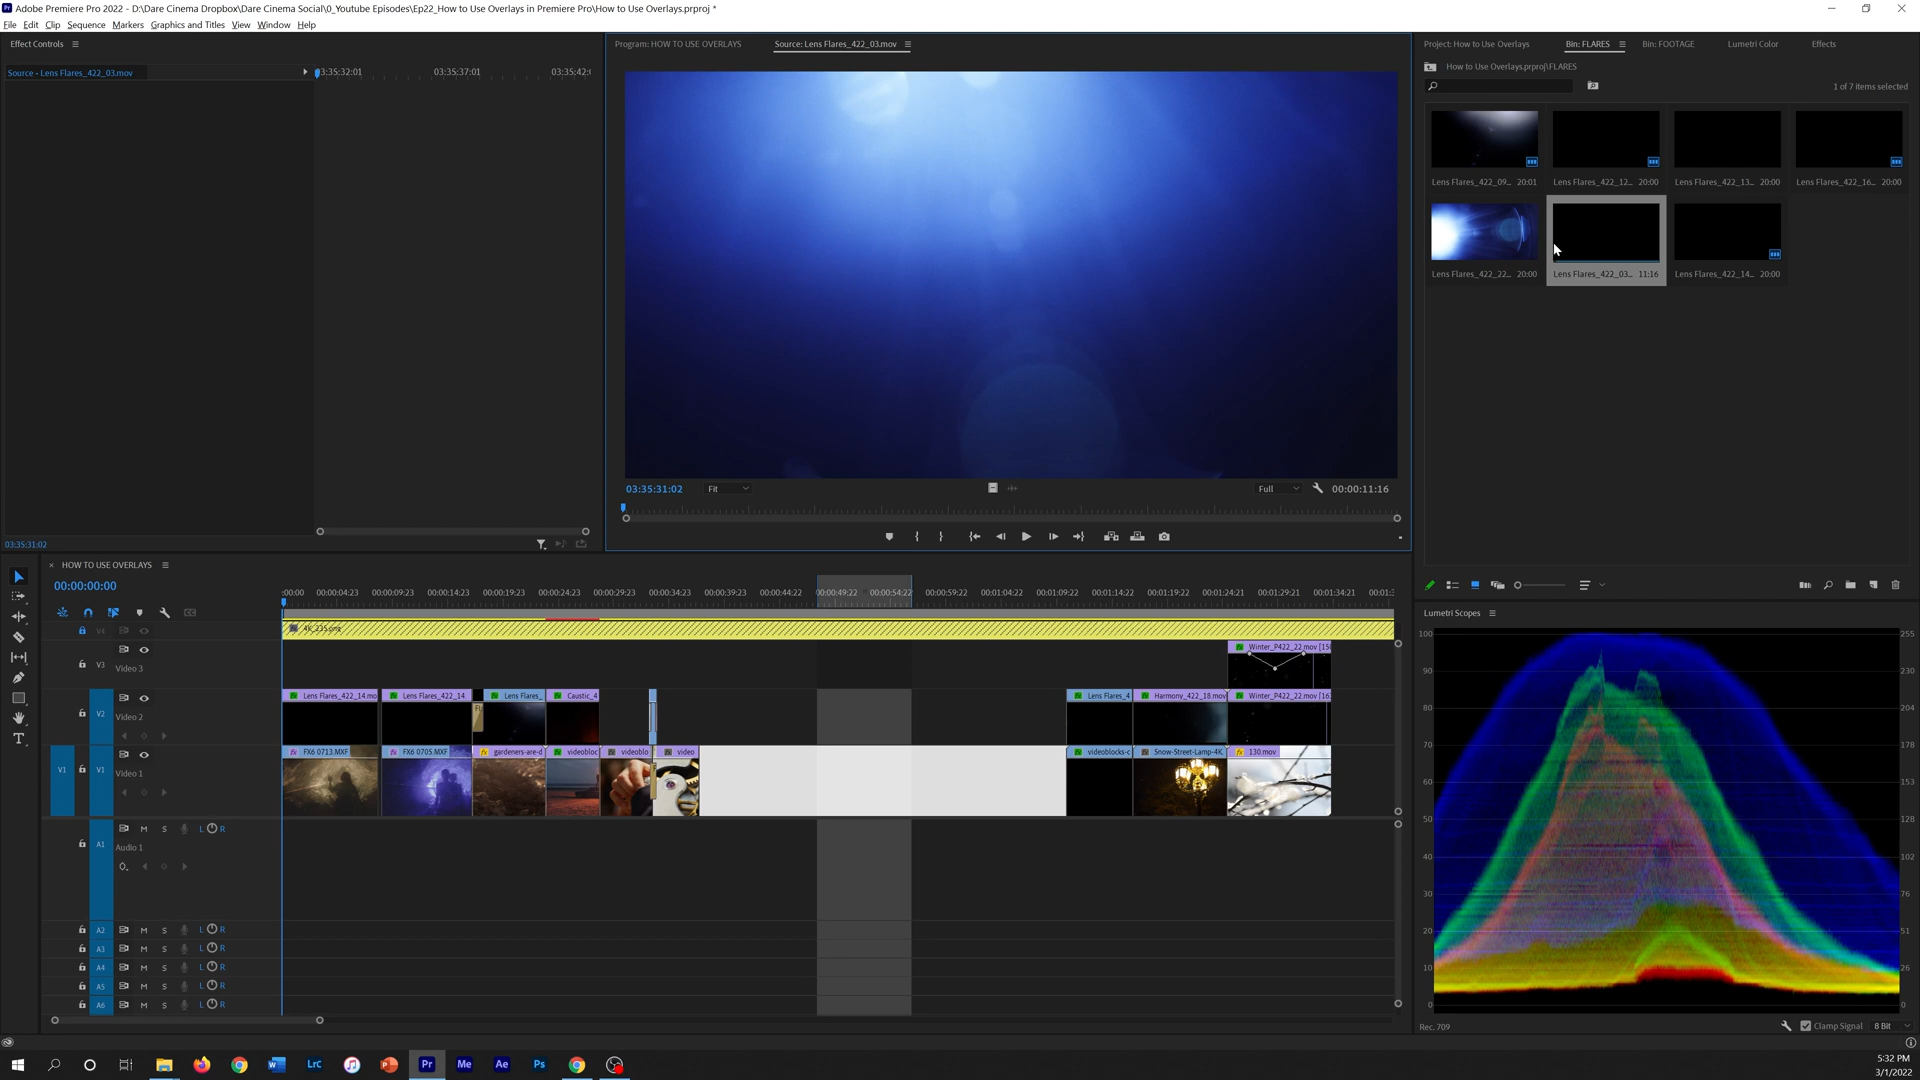 Adobe Premiere Pro 2022 - D:\Dare Cinema Dropbox\Dare Cinema Social\0_Youtube Episodes\Ep22_How to Use Overlays in Premiere Pro\How to Use Overlays.prproj *
File Edit Clip Sequence Markers Graphics and Titles View Window Help
Effect Controls
Program: HOW TO USE OVERLAYS
Source: Lens Flares_422_03.mov
Project: How to Use Overlays
Bin: FLARES
Bin: FOOTAGE
Lumetri Color
Effects
Source • Lens Flares_422_03.mov
03:35:37:01
How to Use Overlays.prproj\FLARES
1 of 7 items selected
Lens Flares_422_09... 20:01
Lens Flares_422_12... 20:00
Lens Flares_422_13... 20:00
Lens Flares_422_16... 20:00
Lens Flares_422_22... 20:00
Lens Flares_422_03... 11:16
Lens Flares_422_14... 20:00
03:35:31:02
Fit
Full
00:00:11:16
03:35:31:02
HOW TO USE OVERLAYS
00:00:00:00
:00:00 00:00:04:23 00:00:09:23 00:00:14:23 00:00:19:23 00:00:24:23 00:00:29:23 00:00:34:23 00:00:39:23 00:00:44:22 00:00:49:22 00:00:54:22 00:00:59:22 00:01:04:22 00:01:09:22 00:01:14:22 00:01:19:22 00:01:24:21 00:01:29:21 00:01:34:21
V4
4K_235.png
V3
Video 3
Winter_P422_22.mov
V2
Video 2
Lens Flares_422_14.mo
Lens Flares_422_14.
Lens Flares_
Caustic_4
Lens Flares_4
Harmony_422_18.mov
Winter_P422_22.mov
V1 V1
Video 1
FX6 0713.MXF
FX6 0705.MXF
gardeners-are-d
videobloc
videoblo
video
videoblocks-c
Snow-Street-Lamp-4K
130.mov
A1 M S L R
Audio 1
A2 M S L R
A3 M S L R
A4 M S L R
A5 M S L R
A6 M S L R
Lumetri Scopes
100 255
90 230
80 204
70 178
60 153
50 128
40 102
30 76
20 51
10 26
0 0
Rec. 709
Clamp Signal
8 Bit
LrC
Pr
Me
Ae
Ps
5:32 PM
3/1/2022